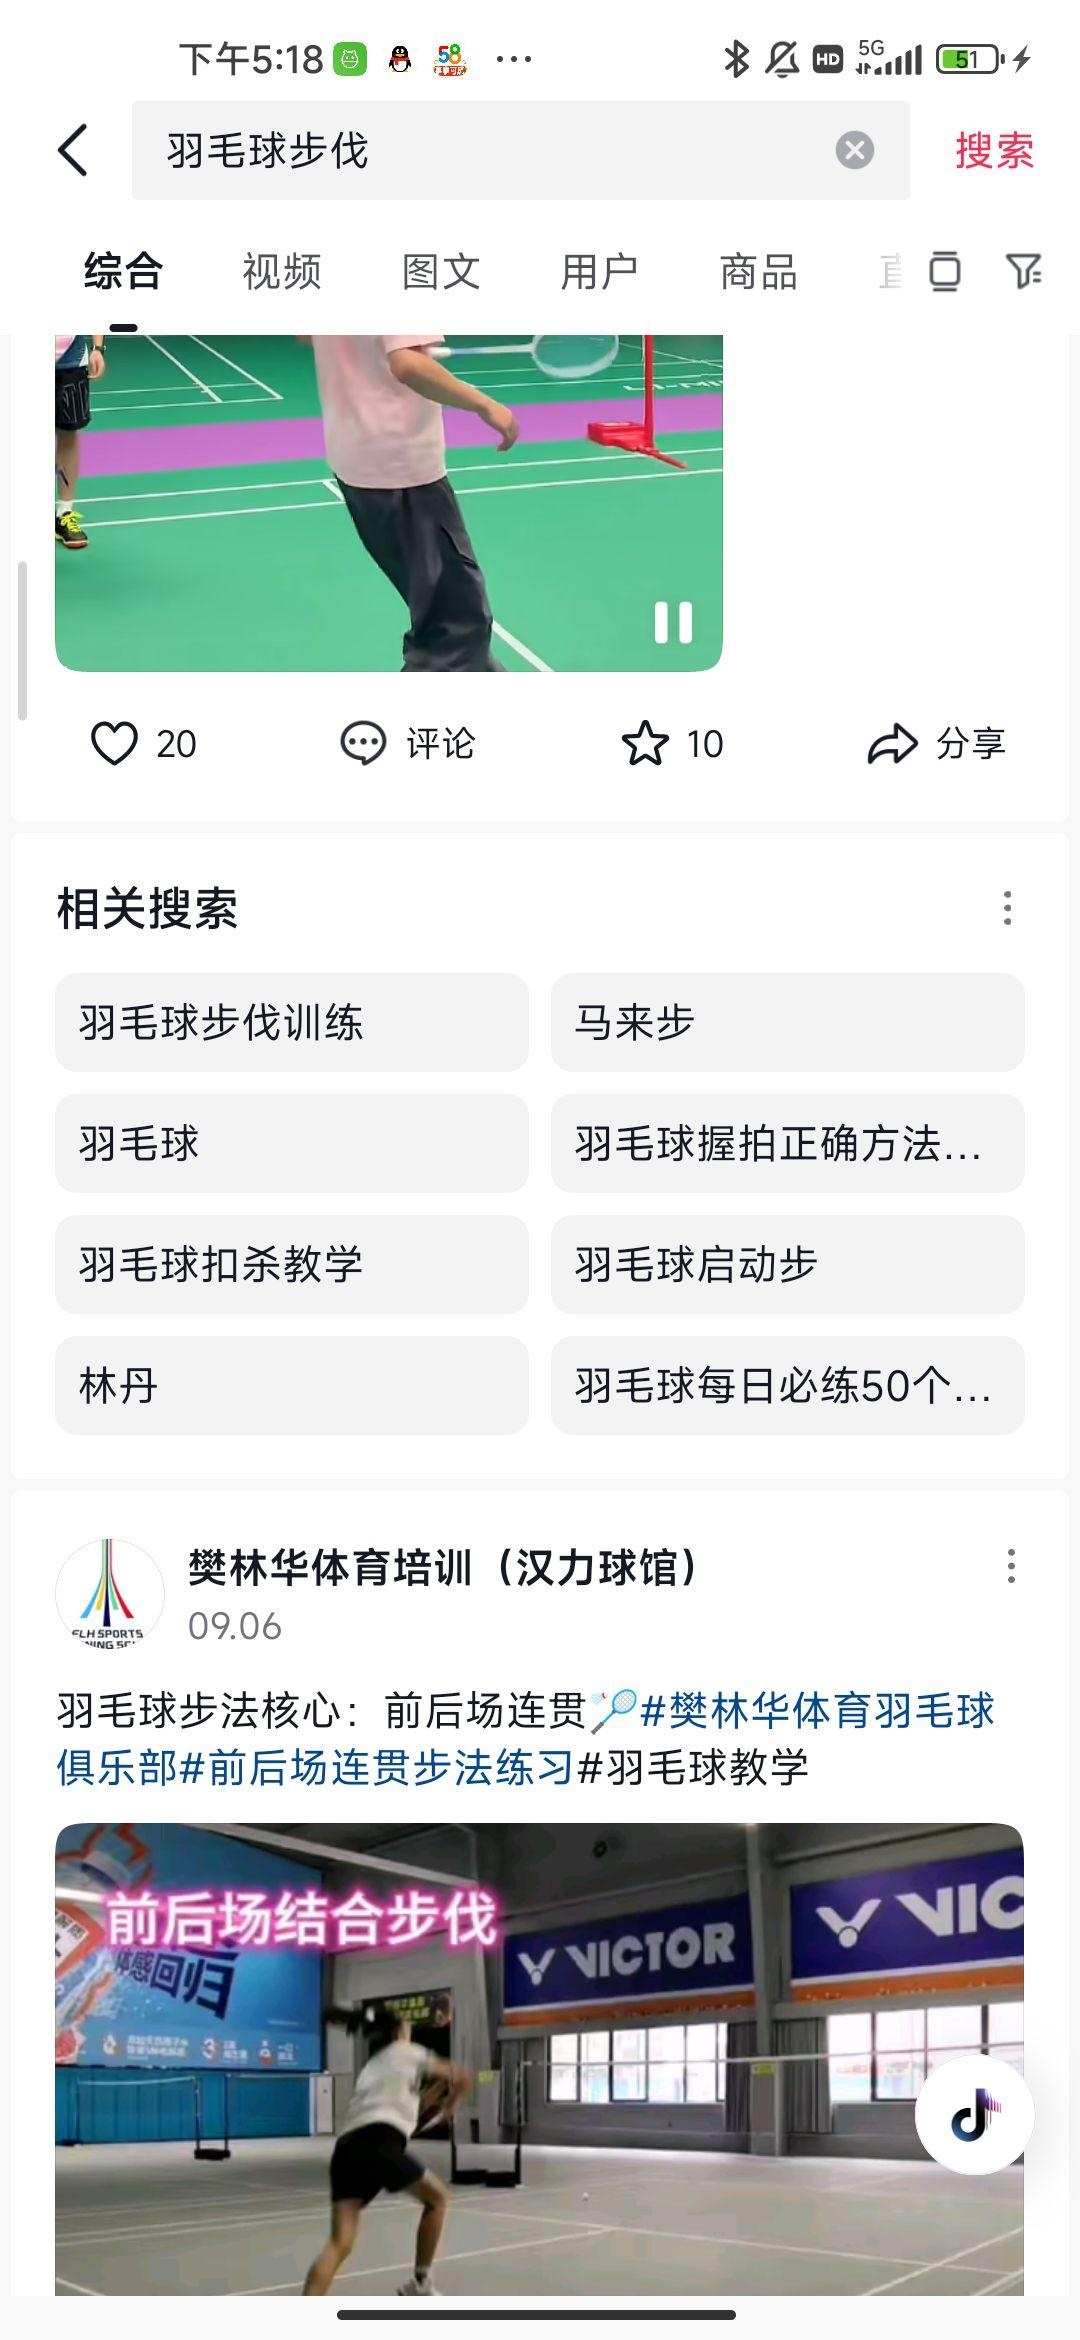 下午5:18
58
HD
5G
51
羽毛球步伐
搜索
综合 视频 图文 用户 商品
20 评论 10 分享
相关搜索
羽毛球步伐训练 马来步
羽毛球 羽毛球握拍正确方法...
羽毛球扣杀教学 羽毛球启动步
林丹 羽毛球每日必练50个...
樊林华体育培训（汉力球馆）
09.06
羽毛球步法核心：前后场连贯🏸#樊林华体育羽毛球
俱乐部#前后场连贯步法练习#羽毛球教学
前后场结合步伐
体感回归
VICTOR
VIC